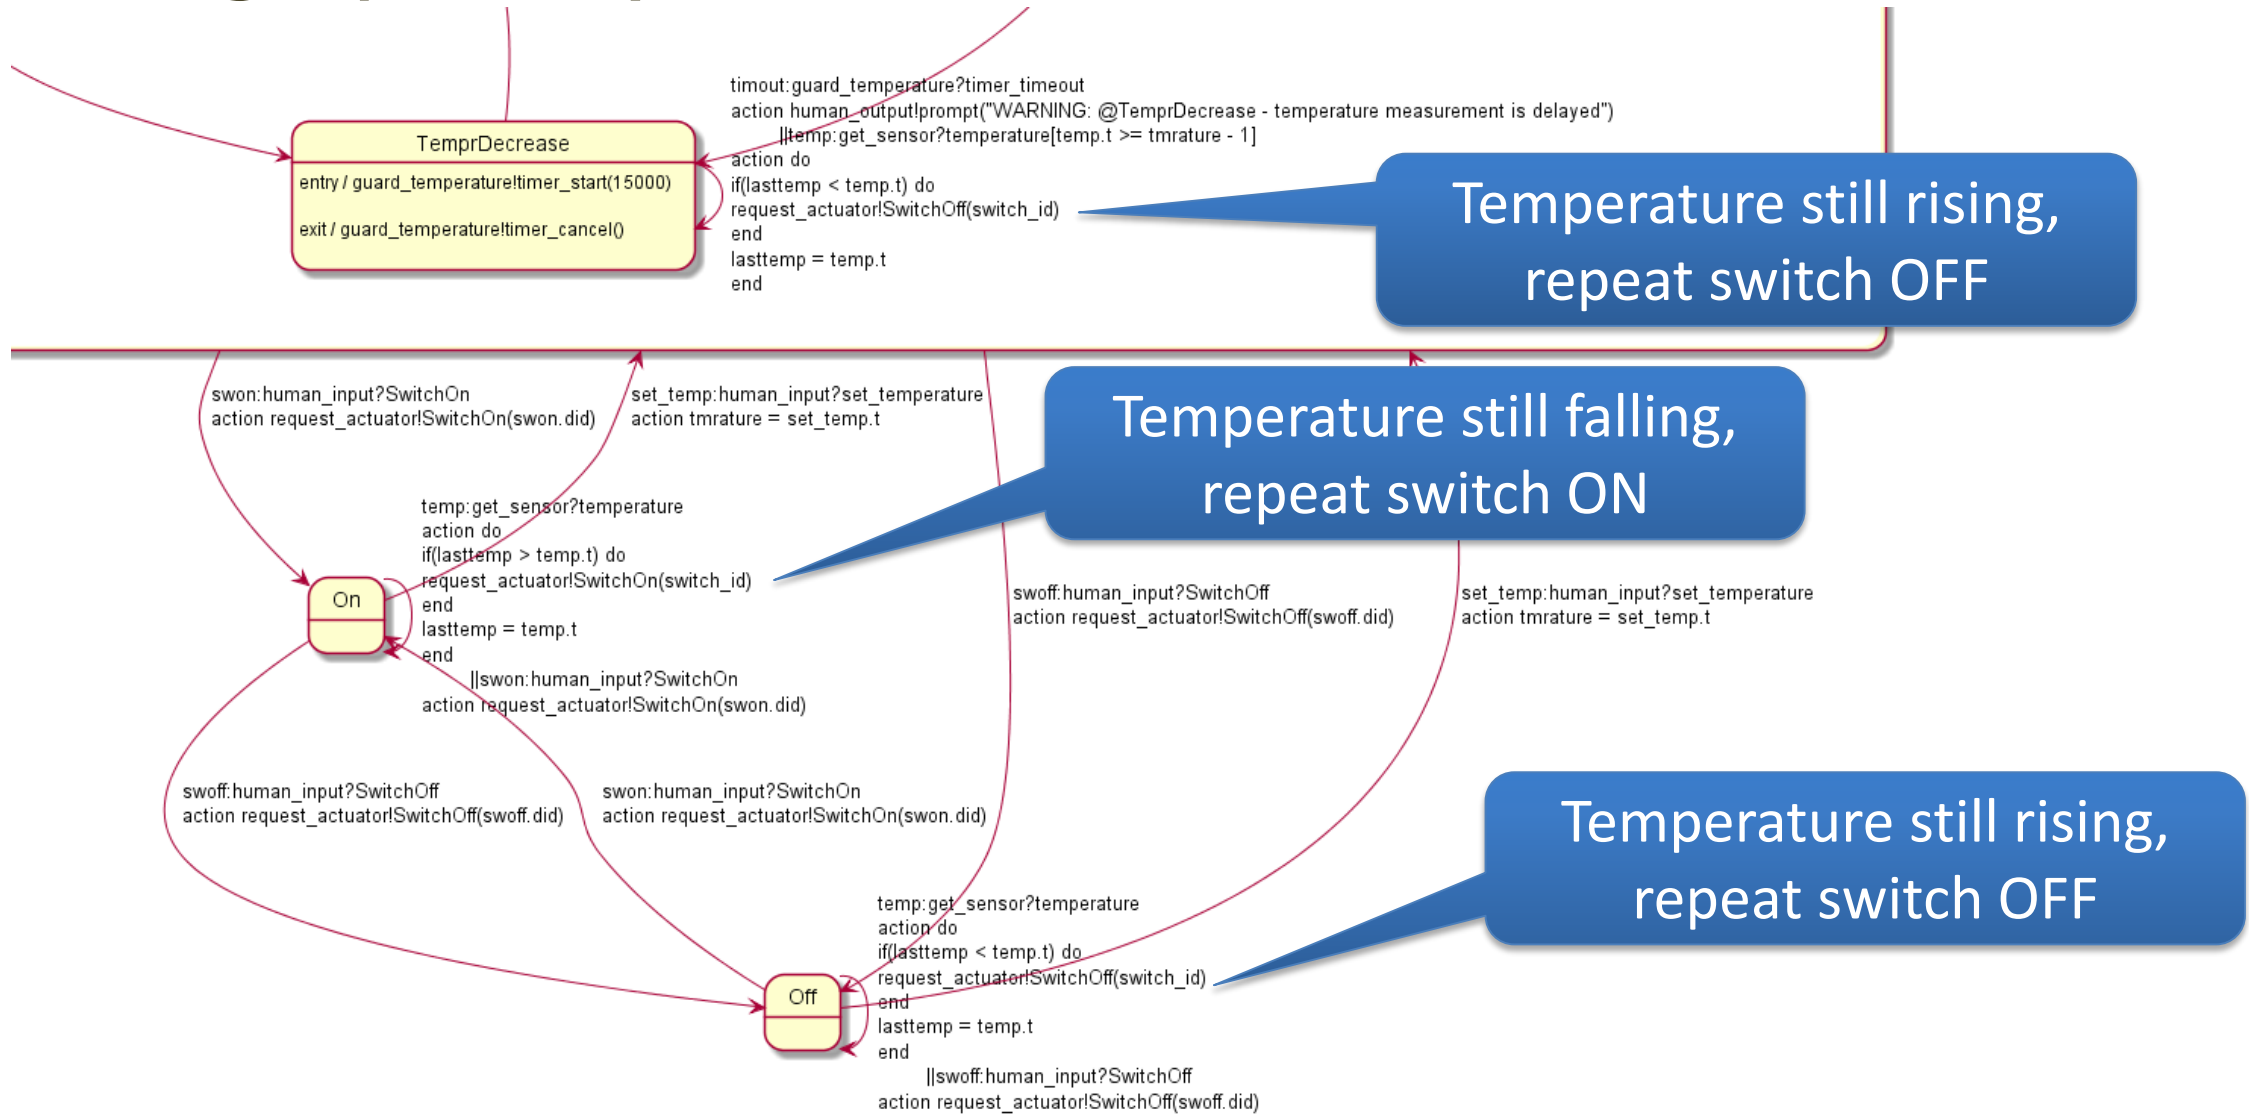 timout:guard_temperature?timer_timeout
action human_output!prompt("WARNING: @TemprDecrease - temperature measurement is delayed")
||temp:get_sensor?temperature[temp.t >= tmrature - 1]
action do
if(lasttemp < temp.t) do
request_actuator!SwitchOff(switch_id)
end
lasttemp = temp.t
end
TemprDecrease
entry / guard_temperature!timer_start(15000)
exit / guard_temperature!timer_cancel()
Temperature still rising,
repeat switch OFF
swon:human_input?SwitchOn
action request_actuator!SwitchOn(swon.did)
set_temp:human_input?set_temperature
action tmrature = set_temp.t
Temperature still falling,
repeat switch ON
temp:get_sensor?temperature
action do
if(lasttemp > temp.t) do
request_actuator!SwitchOn(switch_id)
end
lasttemp = temp.t
end
||swon:human_input?SwitchOn
action request_actuator!SwitchOn(swon.did)
On
swoff:human_input?SwitchOff
action request_actuator!SwitchOff(swoff.did)
set_temp:human_input?set_temperature
action tmrature = set_temp.t
swoff:human_input?SwitchOff
action request_actuator!SwitchOff(swoff.did)
swon:human_input?SwitchOn
action request_actuator!SwitchOn(swon.did)
Temperature still rising,
repeat switch OFF
temp:get_sensor?temperature
action do
if(lasttemp < temp.t) do
request_actuator!SwitchOff(switch_id)
end
lasttemp = temp.t
end
||swoff:human_input?SwitchOff
action request_actuator!SwitchOff(swoff.did)
Off